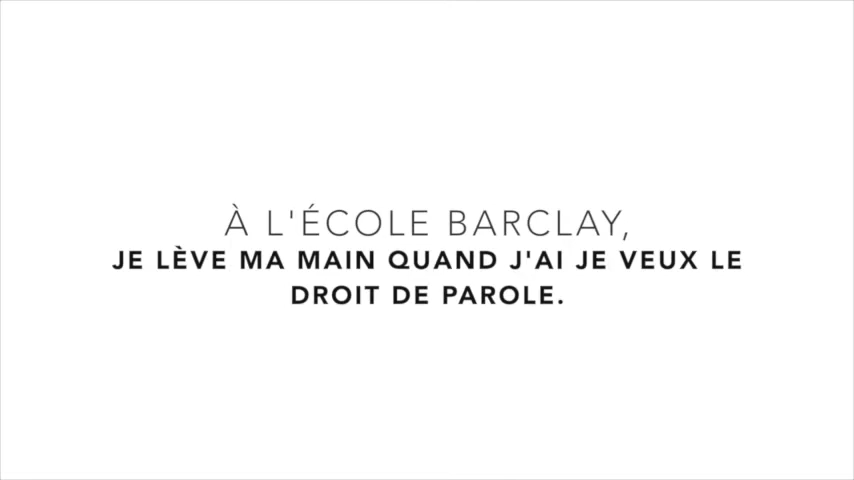 À L'ÉCOLE BARCLAY,
JE LÈVE MA MAIN QUAND J'AI JE VEUX LE
DROIT DE PAROLE.